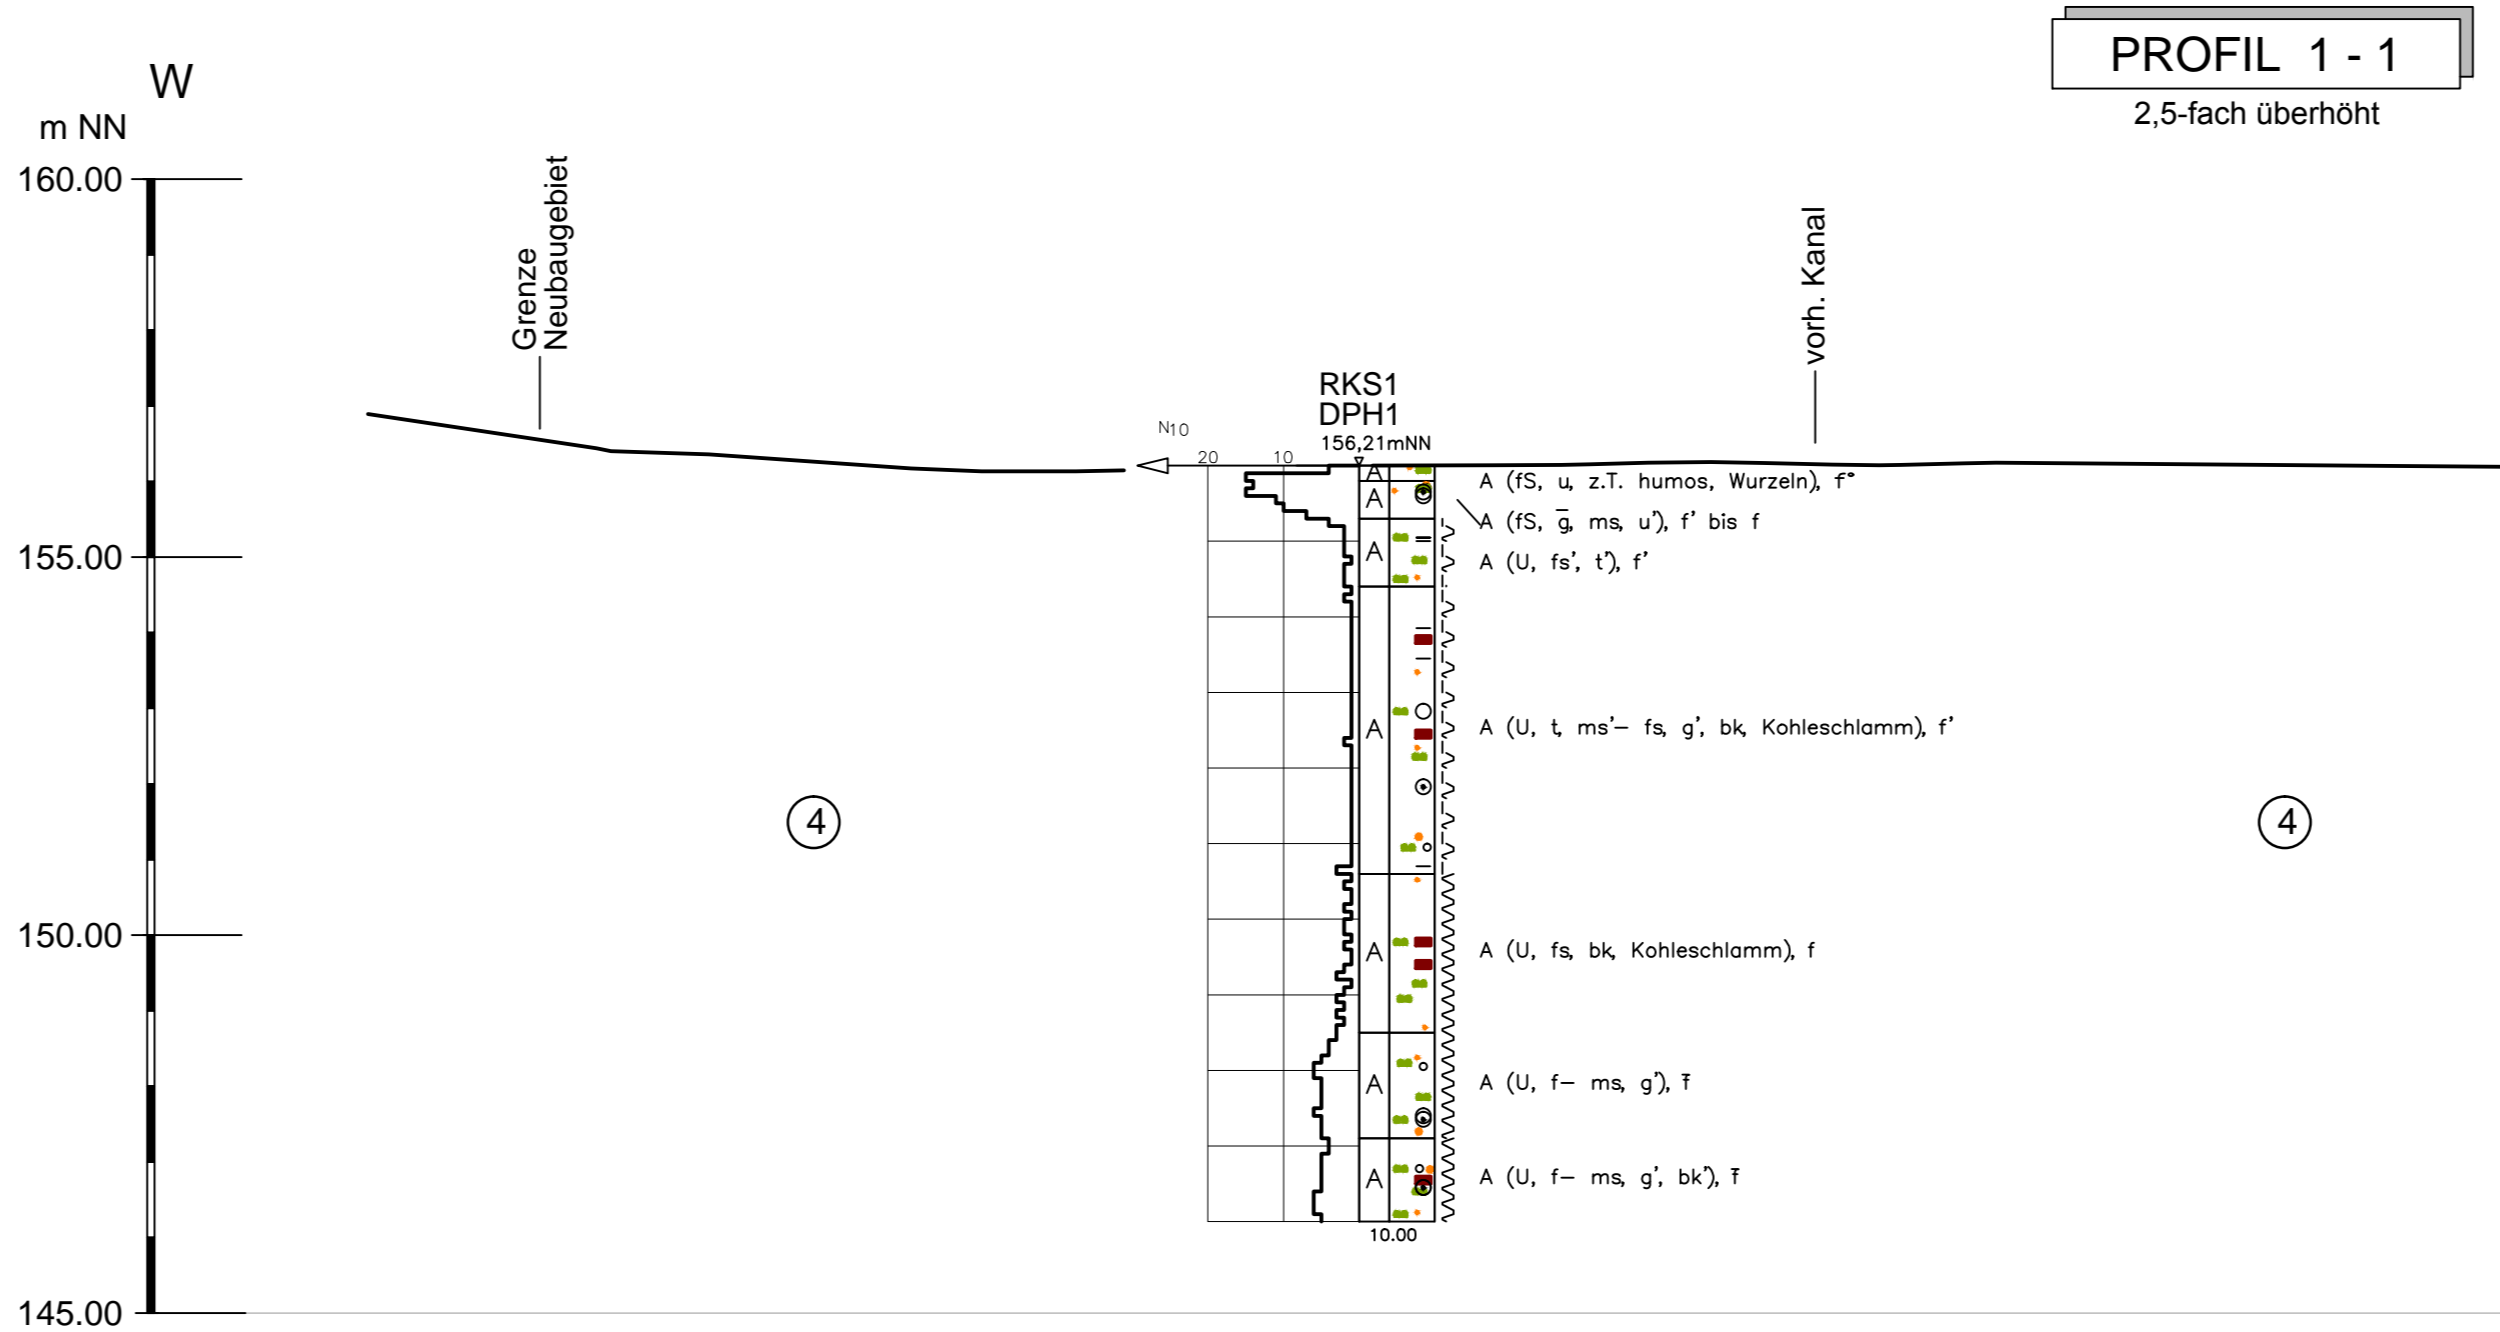 PROFIL 1 - 1
2,5-fach überhöht
W
m NN
160.00
155.00
150.00
145.00
Grenze
Neubaugebiet
vorh. Kanal
RKS1
DPH1
156,21mNN
N10
20
10
A
A
A
A
A
A
A
A (fS, u, z.T. humos, Wurzeln), f°
A (fS, g̅, ms, u'), f' bis f
A (U, fs', t'), f'
A (U, t, ms'– fs, g', bk, Kohleschlamm), f'
A (U, fs, bk, Kohleschlamm), f
A (U, f– ms, g'), f̅
A (U, f– ms, g', bk'), f̅
10.00
4
4